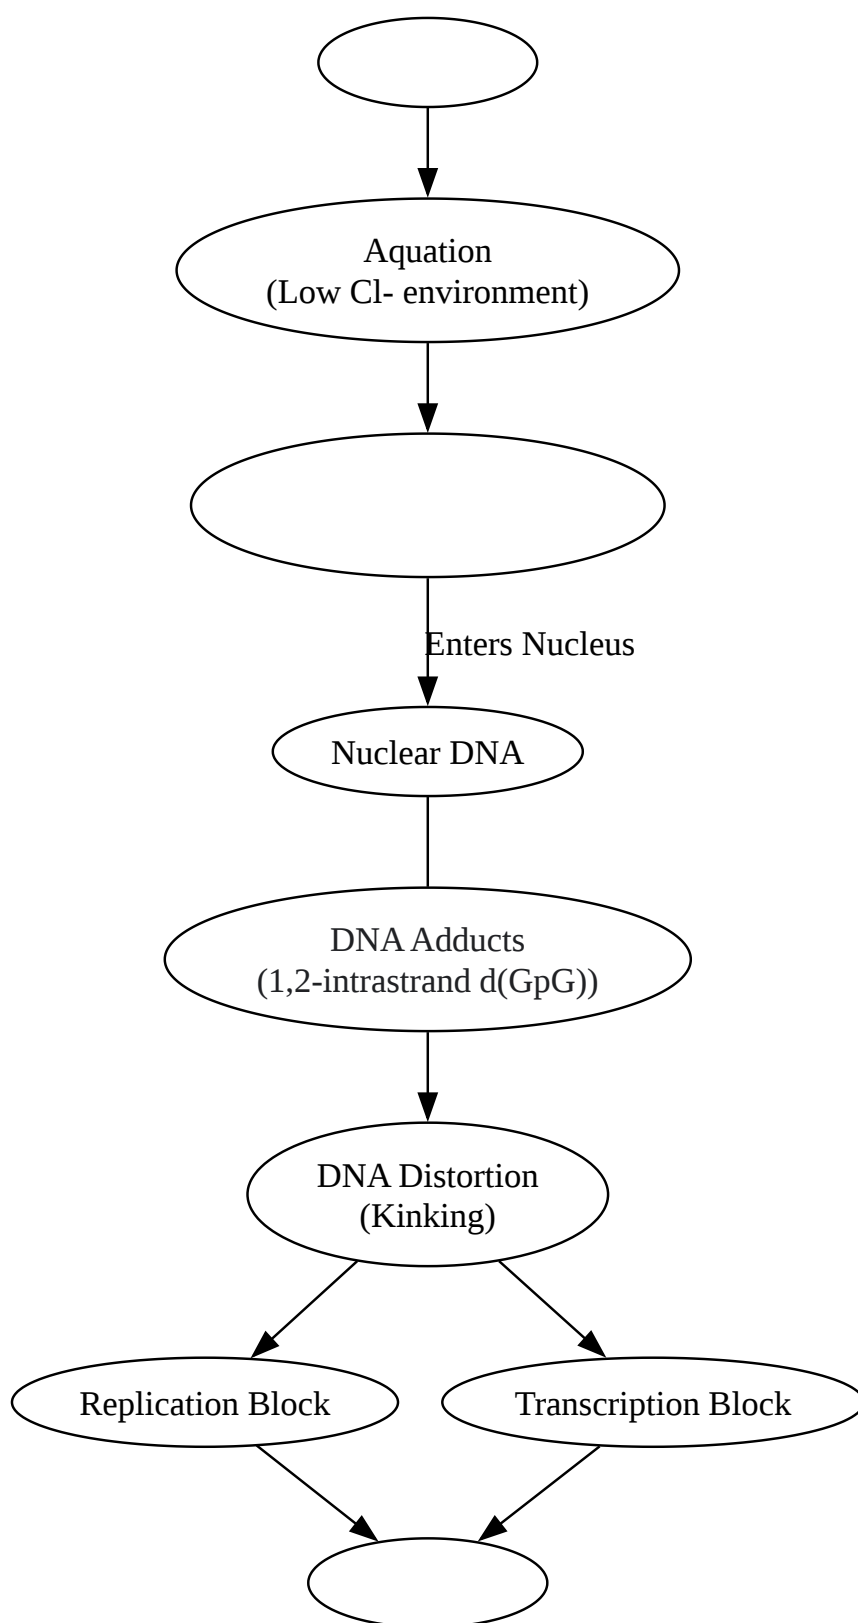 Aquation
(Low Cl- environment)
Enters Nucleus
Nuclear DNA
DNA Adducts
(1,2-intrastrand d(GpG))
DNA Distortion
(Kinking)
Replication Block
Transcription Block